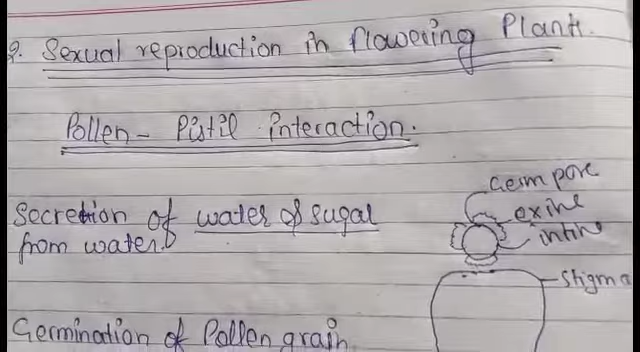 2. Sexual reproduction in flowering Plant.
Pollen - Pistil interaction.
Germ pore
exine
intine
Secretion of water & sugar
from water.
Stigma
Germination of Pollen grain